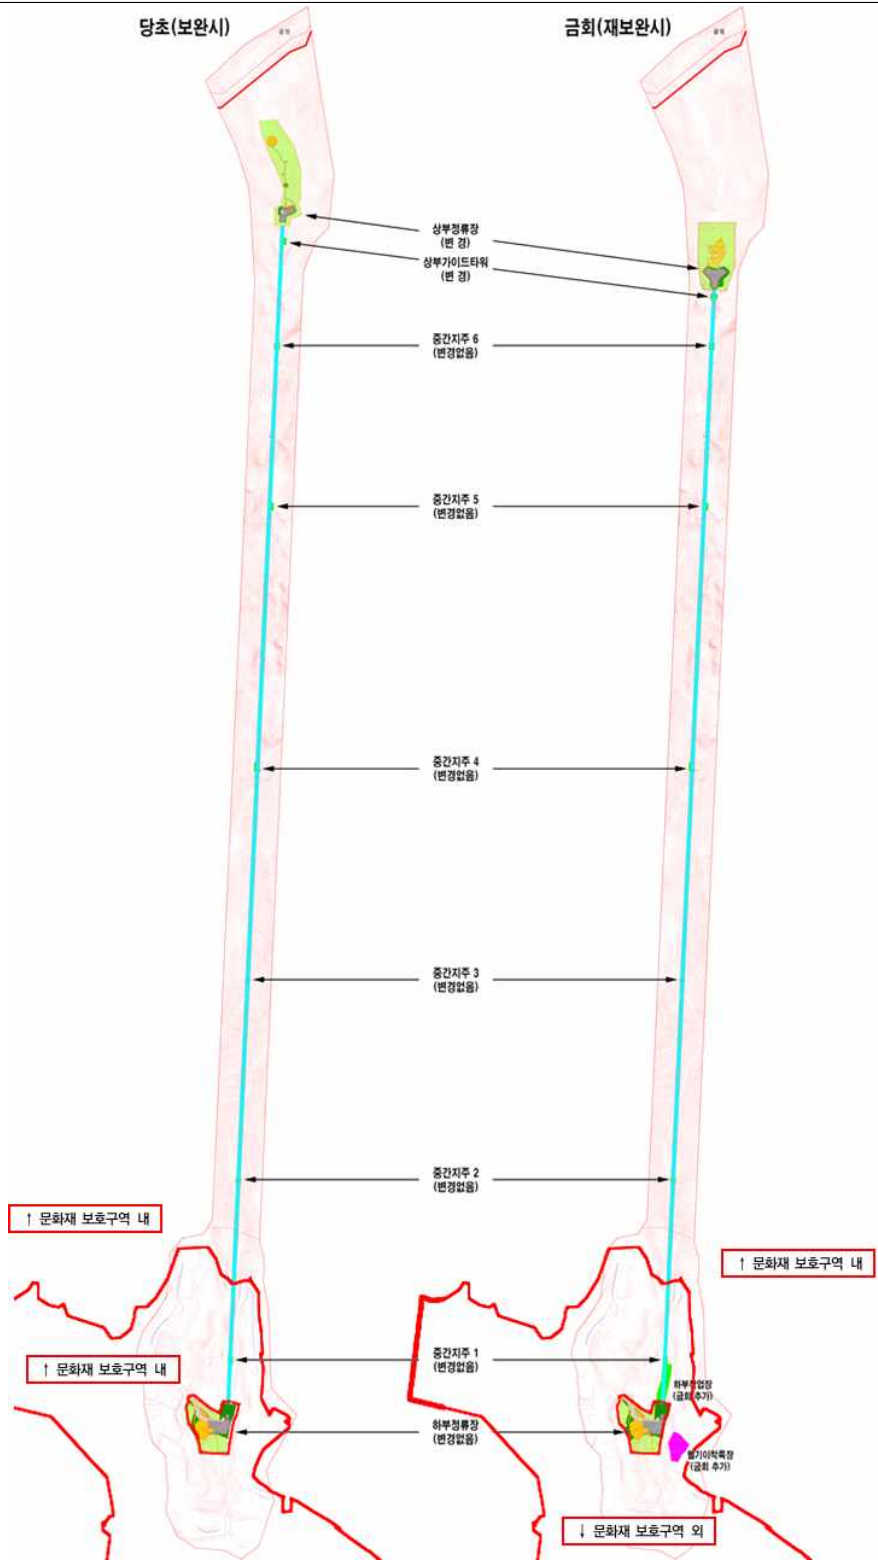 당초(보완시)
금회(재보완시)
상부정류장
(변 경)
상부가이드타워
(변 경)
중간지주 6
(변경없음)
중간지주 5
(변경없음)
중간지주 4
(변경없음)
중간지주 3
(변경없음)
중간지주 2
(변경없음)
↑ 문화재 보호구역 내
↑ 문화재 보호구역 내
중간지주 1
(변경없음)
↑ 문화재 보호구역 내
하부작업장
(금회 추가)
하부정류장
(변경없음)
헬기이착륙장
(금회 추가)
↓ 문화재 보호구역 외